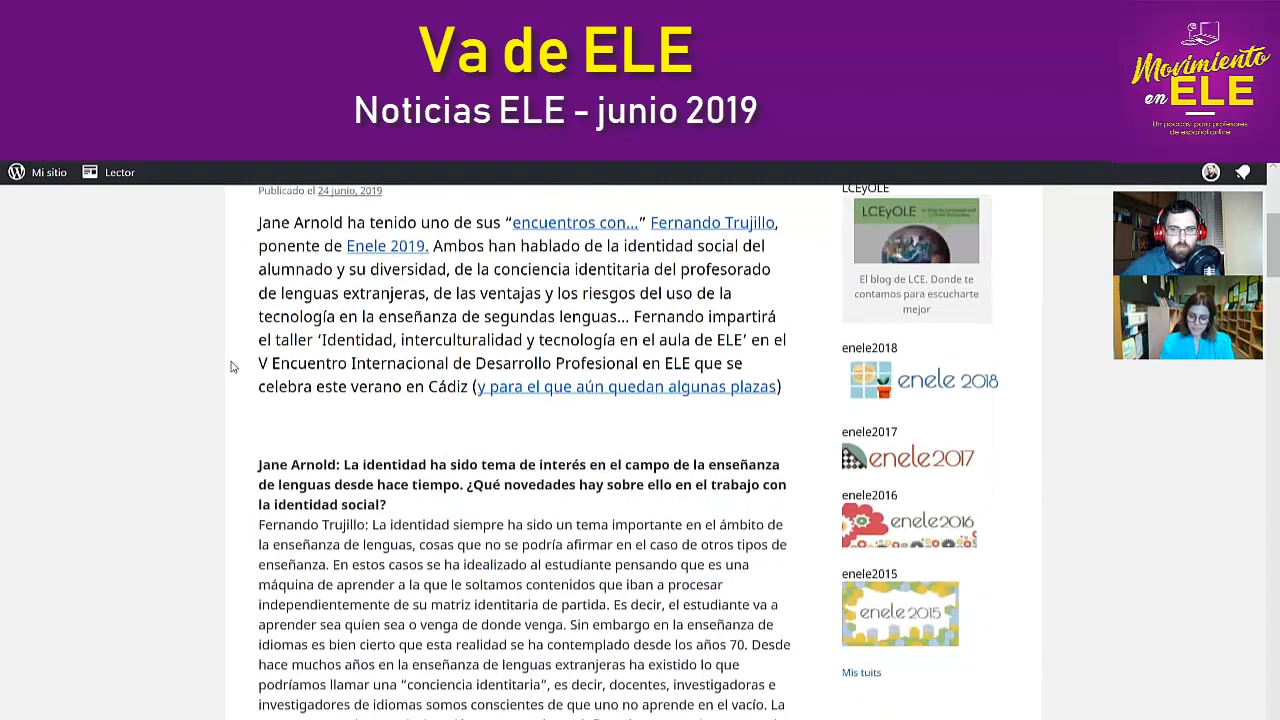 Va de ELE
Noticias ELE - junio 2019
Movimiento
en ELE
Un podcast para profesores
de español online
Mi sitio
Lector
Publicado el 24 junio, 2019
Jane Arnold ha tenido uno de sus “encuentros con…” Fernando Trujillo,
ponente de Enele 2019. Ambos han hablado de la identidad social del
alumnado y su diversidad, de la conciencia identitaria del profesorado
de lenguas extranjeras, de las ventajas y los riesgos del uso de la
tecnología en la enseñanza de segundas lenguas… Fernando impartirá
el taller ‘Identidad, interculturalidad y tecnología en el aula de ELE’ en el
V Encuentro Internacional de Desarrollo Profesional en ELE que se
celebra este verano en Cádiz (y para el que aún quedan algunas plazas)
Jane Arnold: La identidad ha sido tema de interés en el campo de la enseñanza
de lenguas desde hace tiempo. ¿Qué novedades hay sobre ello en el trabajo con
la identidad social?
Fernando Trujillo: La identidad siempre ha sido un tema importante en el ámbito de
la enseñanza de lenguas, cosas que no se podría afirmar en el caso de otros tipos de
enseñanza. En estos casos se ha idealizado al estudiante pensando que es una
máquina de aprender a la que le soltamos contenidos que iban a procesar
independientemente de su matriz identitaria de partida. Es decir, el estudiante va a
aprender sea quien sea o venga de donde venga. Sin embargo en la enseñanza de
idiomas es bien cierto que esta realidad se ha contemplado desde los años 70. Desde
hace muchos años en la enseñanza de lenguas extranjeras ha existido lo que
podríamos llamar una “conciencia identitaria”, es decir, docentes, investigadoras e
investigadores de idiomas somos conscientes de que uno no aprende en el vacío. La
LCEyOLE
LCEyOLE
El blog de LCE. Donde te
contamos para escucharte
mejor
enele2018
enele 2018
enele2017
enele2017
enele2016
enele2016
enele2015
enele2015
Mis tuits